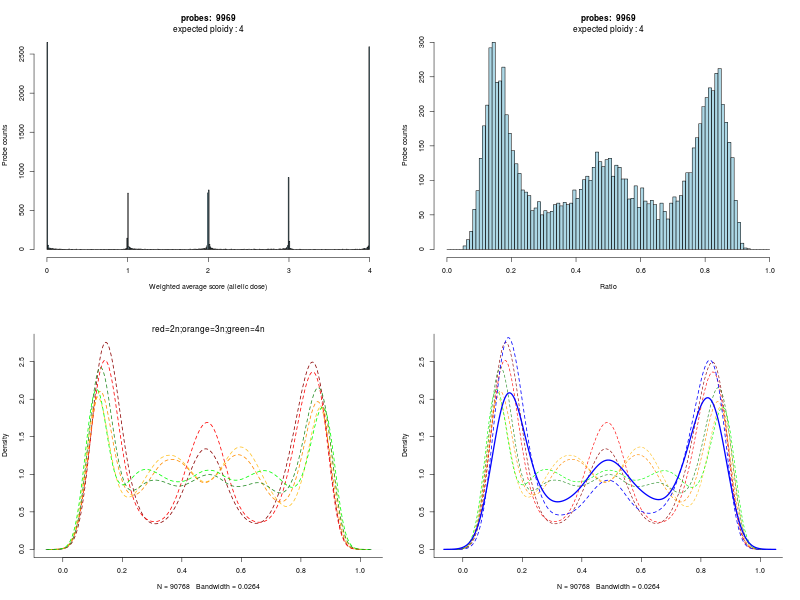 probes: 9969
expected ploidy : 4
Probe counts
2500
2000
1500
1000
500
0
0 1 2 3 4
Weighted average score (allelic dose)
probes: 9969
expected ploidy : 4
Probe counts
300
250
200
150
100
50
0
0.0 0.2 0.4 0.6 0.8 1.0
Ratio
red=2n;orange=3n;green=4n
Density
2.5
2.0
1.5
1.0
0.5
0.0
0.0 0.2 0.4 0.6 0.8 1.0
N = 90768 Bandwidth = 0.0264
Density
2.5
2.0
1.5
1.0
0.5
0.0
0.0 0.2 0.4 0.6 0.8 1.0
N = 90768 Bandwidth = 0.0264